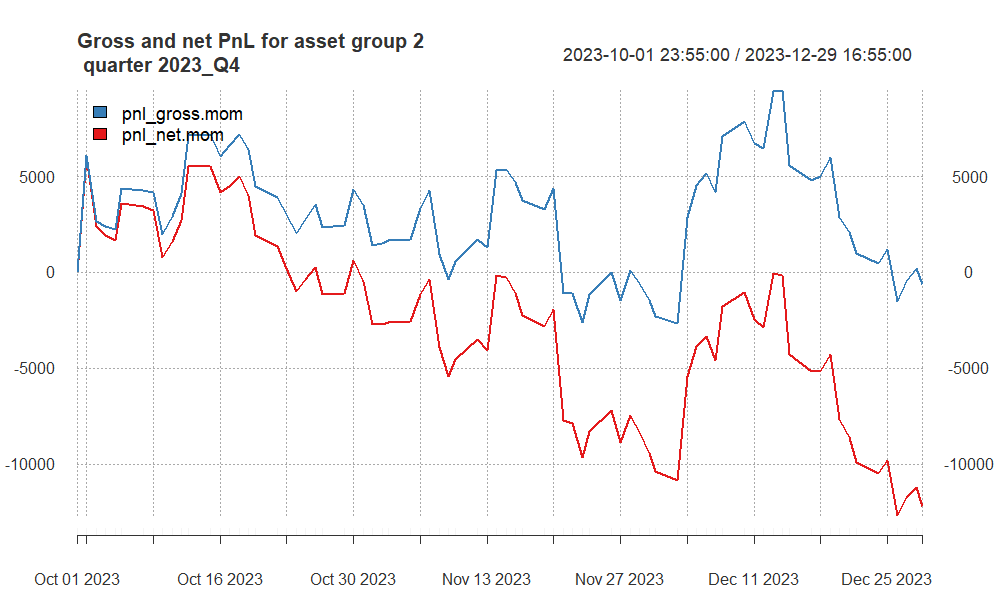 Gross and net PnL for asset group 2
quarter 2023_Q4
2023-10-01 23:55:00 / 2023-12-29 16:55:00
pnl_gross.mom
pnl_net.mom
5000 5000
0 0
-5000 -5000
-10000 -10000
Oct 01 2023 Oct 16 2023 Oct 30 2023 Nov 13 2023 Nov 27 2023 Dec 11 2023 Dec 25 2023